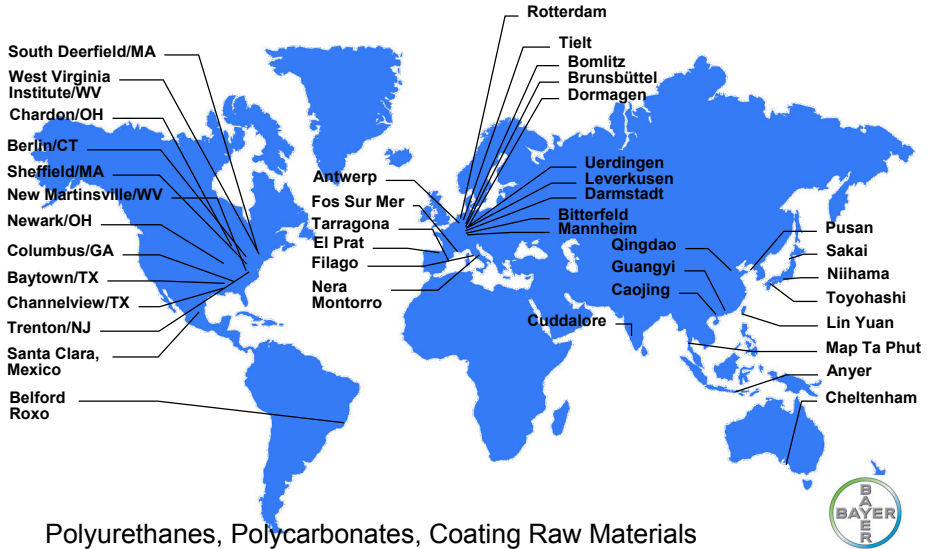 Rotterdam
South Deerfield/MA
West Virginia
Institute/WV
Chardon/OH
Berlin/CT
Sheffield/MA
New Martinsville/WV
Newark/OH
Columbus/GA
Baytown/TX
Channelview/TX
Trenton/NJ
Santa Clara,
Mexico
Belford
Roxo
Tielt
Bomlitz
Brunsbüttel
Dormagen
Antwerp
Fos Sur Mer
Tarragona
El Prat
Filago
Nera
Montorro
Uerdingen
Leverkusen
Darmstadt
Bitterfeld
Mannheim
Qingdao
Guangyi
Caojing
Cuddalore
Pusan
Sakai
Niihama
Toyohashi
Lin Yuan
Map Ta Phut
Anyer
Cheltenham
Polyurethanes, Polycarbonates, Coating Raw Materials
BAYER
BAYER